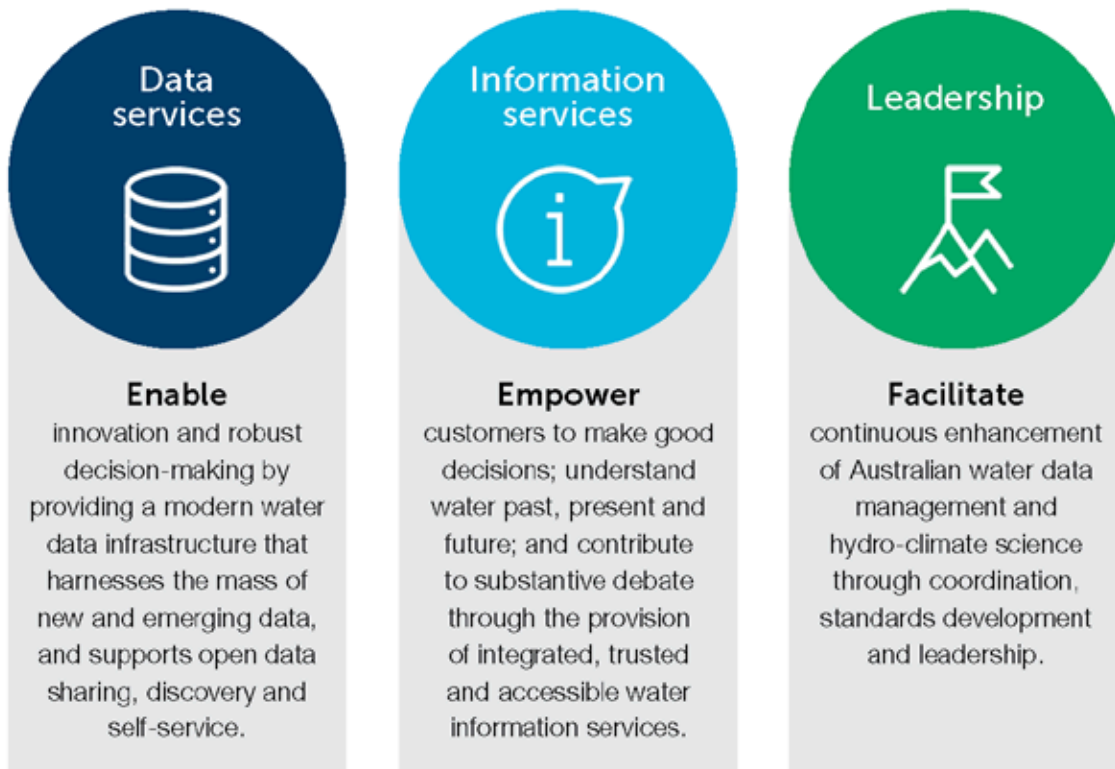 Data
services
Enable
innovation and robust
decision-making by
providing a modern water
data infrastructure that
harnesses the mass of
new and emerging data,
and supports open data
sharing, discovery and
self-service.
Information
services
i
Empower
customers to make good
decisions; understand
water past, present and
future; and contribute
to substantive debate
through the provision
of integrated, trusted
and accessible water
information services.
Leadership
Facilitate
continuous enhancement
of Australian water data
management and
hydro-climate science
through coordination,
standards development
and leadership.